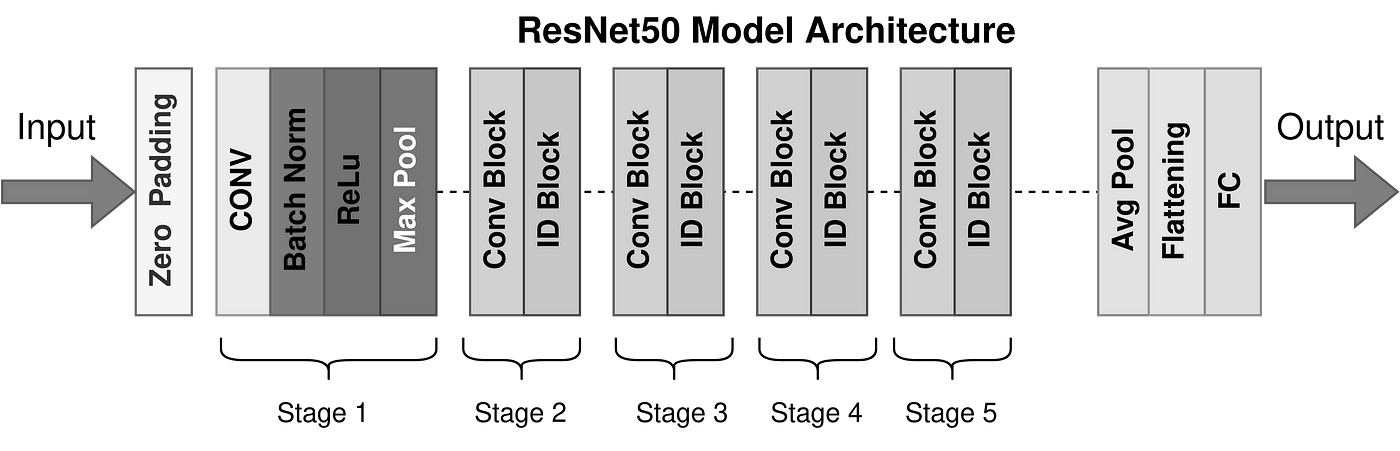 ResNet50 Model Architecture
Input
Zero Padding
CONV
Batch Norm
ReLu
Max Pool
Conv Block
ID Block
Conv Block
ID Block
Conv Block
ID Block
Conv Block
ID Block
Avg Pool
Flattening
FC
Output
Stage 1
Stage 2
Stage 3
Stage 4
Stage 5